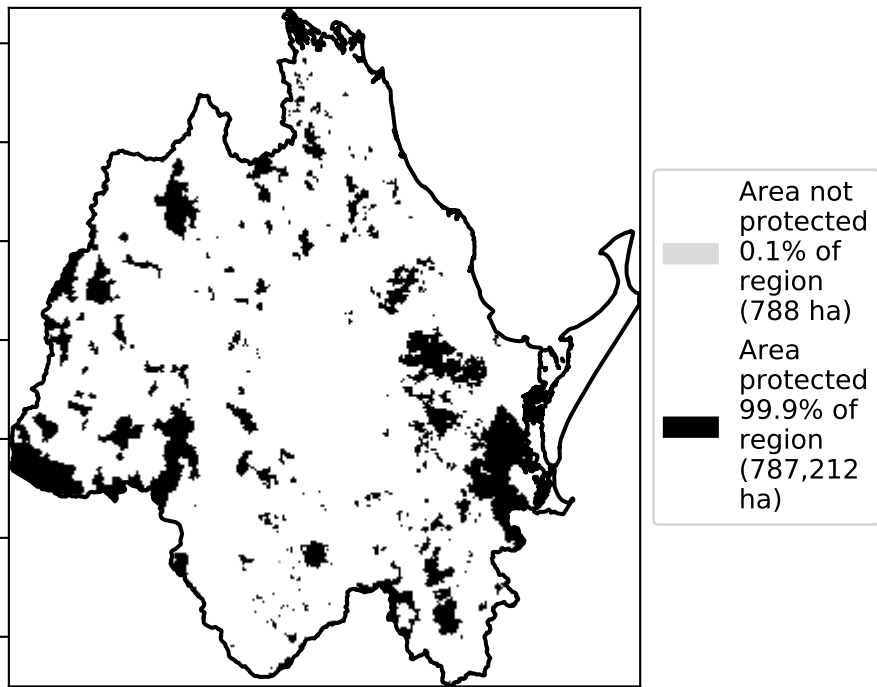 Area not
protected
0.1% of
region
(788 ha)
Area
protected
99.9% of
region
(787,212
ha)